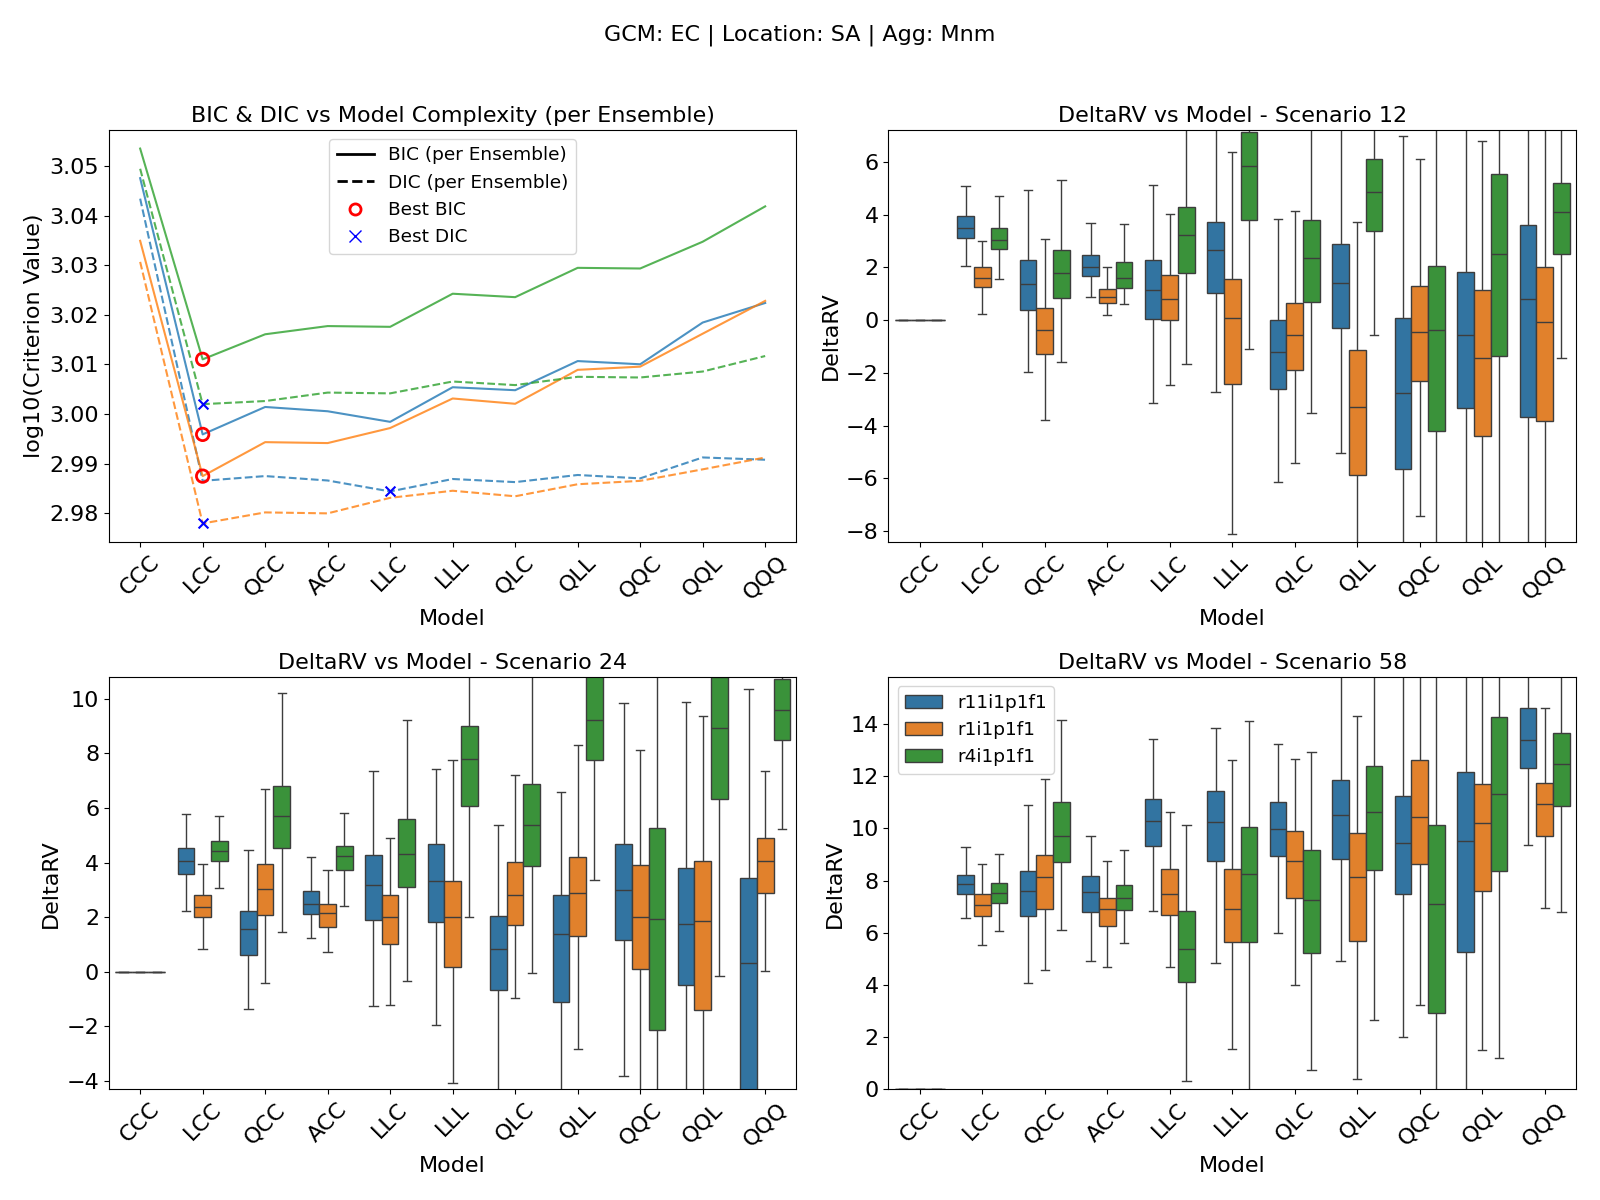 GCM: EC | Location: SA | Agg: Mnm
BIC & DIC vs Model Complexity (per Ensemble)
log10(Criterion Value)
3.05
3.04
3.03
3.02
3.01
3.00
2.99
2.98
BIC (per Ensemble)
DIC (per Ensemble)
Best BIC
Best DIC
CCC LCC QCC ACC LLC LLL QLC QLL QQC QQL QQQ
Model
DeltaRV vs Model - Scenario 12
DeltaRV
6
4
2
0
−2
−4
−6
−8
CCC LCC QCC ACC LLC LLL QLC QLL QQC QQL QQQ
Model
DeltaRV vs Model - Scenario 24
DeltaRV
10
8
6
4
2
0
−2
−4
CCC LCC QCC ACC LLC LLL QLC QLL QQC QQL QQQ
Model
DeltaRV vs Model - Scenario 58
DeltaRV
14
12
10
8
6
4
2
0
r11i1p1f1
r1i1p1f1
r4i1p1f1
CCC LCC QCC ACC LLC LLL QLC QLL QQC QQL QQQ
Model